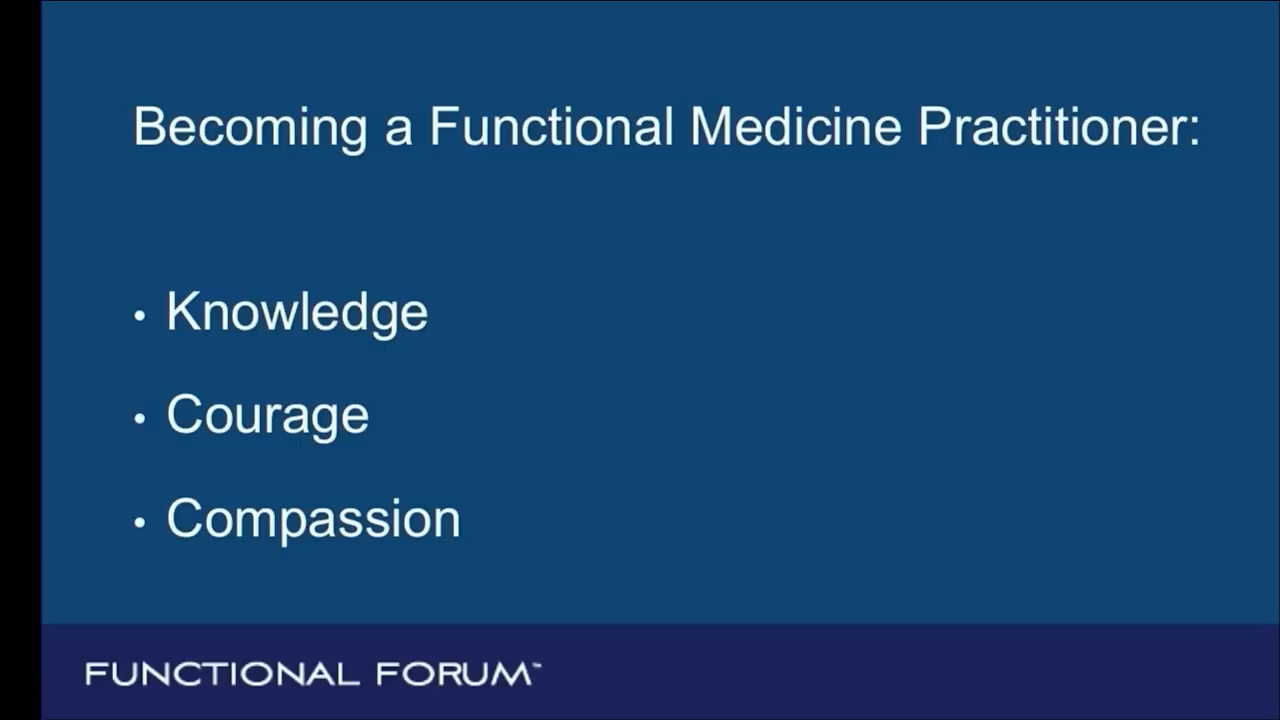 Becoming a Functional Medicine Practitioner:
• Knowledge
• Courage
• Compassion
FUNCTIONAL FORUM™